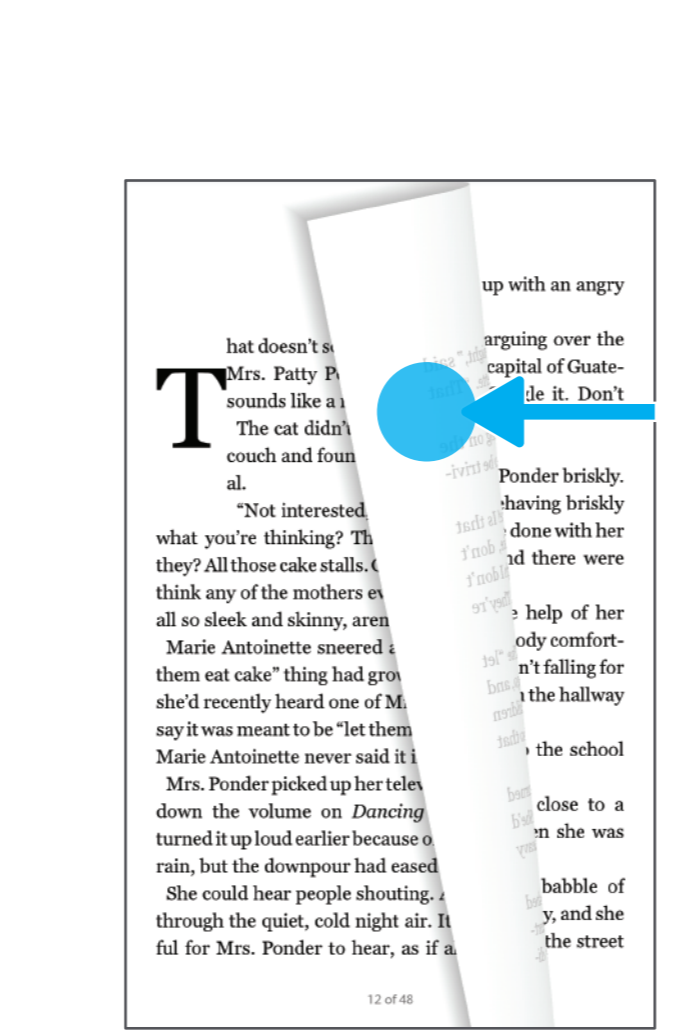 up with an angry
hat doesn't
arguing over the
Mrs. Patty
capital of Guate-
sounds like a
it. Don't
The cat didn't
couch and foun
al.
Ponder briskly.
"Not interested,
having briskly
what you're thinking? Th
done with her
they? All those cake stalls.
nd there were
think any of the mothers ev
all so sleek and skinny, aren
help of her
Marie Antoinette sneered a
ody comfort-
them eat cake" thing had grov
n't falling for
she'd recently heard one of M
the hallway
say it was meant to be "let them
Marie Antoinette never said it i
the school
Mrs. Ponder picked up her telev
down the volume on Dancing
close to a
turned it up loud earlier because o
en she was
rain, but the downpour had eased
She could hear people shouting.
babble of
through the quiet, cold night air. It
y, and she
ful for Mrs. Ponder to hear, as if a
the street
12 of 48